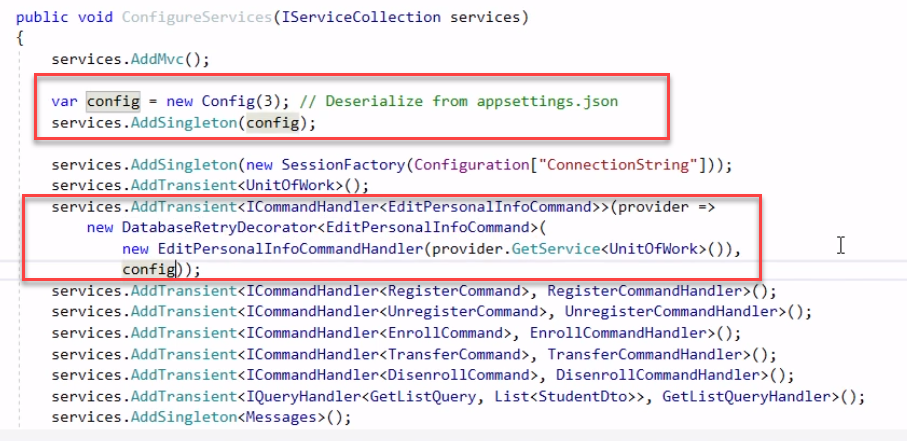 public void ConfigureServices(IServiceCollection services)
{
services.AddMvc();
var config = new Config(3); // Deserialize from appsettings.json
services.AddSingleton(config);
services.AddSingleton(new SessionFactory(Configuration["ConnectionString"]));
services.AddTransient<UnitOfWork>();
services.AddTransient<ICommandHandler<EditPersonalInfoCommand>>(provider =>
new DatabaseRetryDecorator<EditPersonalInfoCommand>(
new EditPersonalInfoCommandHandler(provider.GetService<UnitOfWork>()),
config));
services.AddTransient<ICommandHandler<RegisterCommand>, RegisterCommandHandler>();
services.AddTransient<ICommandHandler<UnregisterCommand>, UnregisterCommandHandler>();
services.AddTransient<ICommandHandler<EnrollCommand>, EnrollCommandHandler>();
services.AddTransient<ICommandHandler<TransferCommand>, TransferCommandHandler>();
services.AddTransient<ICommandHandler<DisenrollCommand>, DisenrollCommandHandler>();
services.AddTransient<IQueryHandler<GetListQuery, List<StudentDto>>, GetListQueryHandler>();
services.AddSingleton<Messages>();